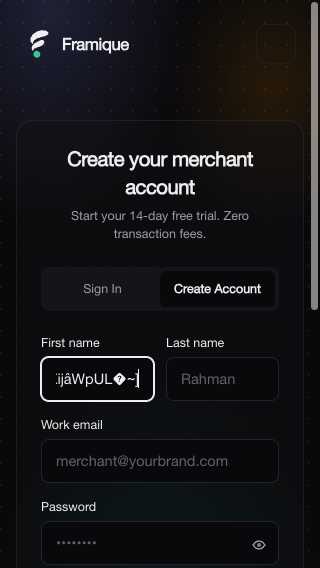 Framique
Create your merchant
account
Start your 14-day free trial. Zero
transaction fees.
Sign In
Create Account
First name
Last name
Rahman
Work email
merchant@yourbrand.com
Password
••••••••